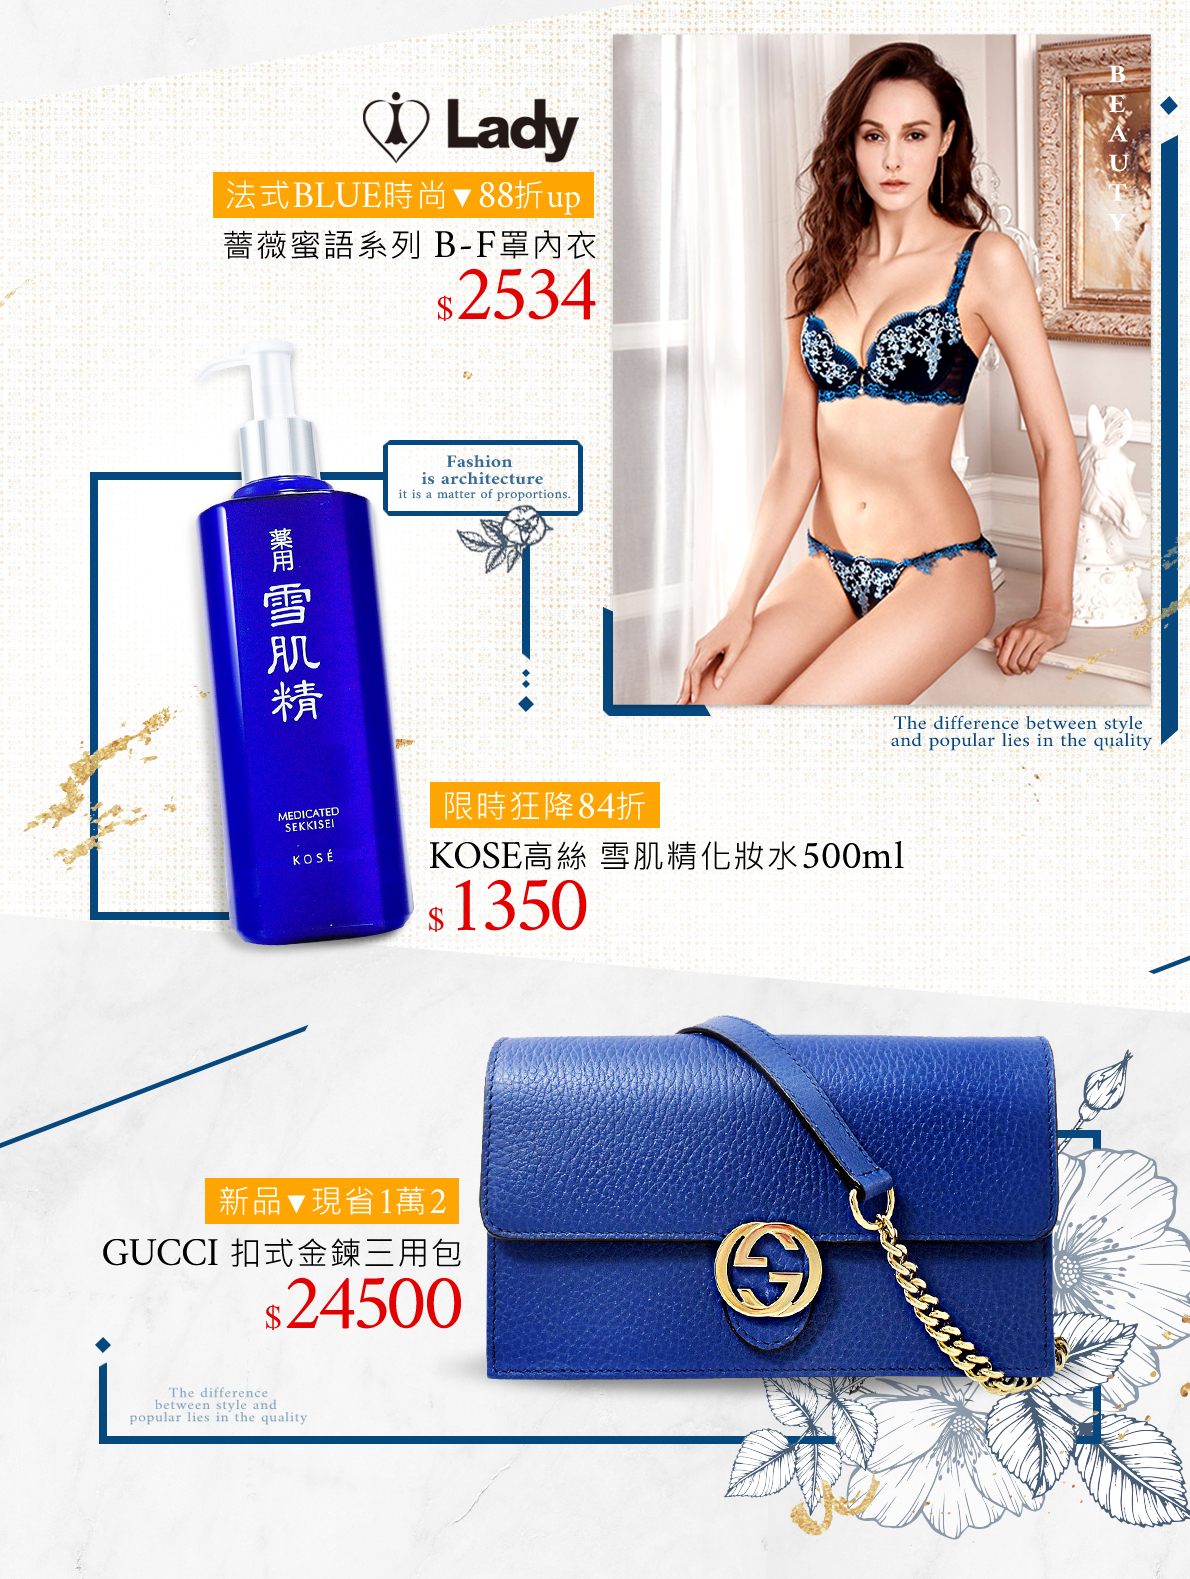 Lady
法式BLUE時尚▼88折up
薔薇蜜語系列 B-F罩內衣
$2534
BEAUTY
Fashion
is architecture
it is a matter of proportions.
薬用
雪肌精
MEDICATED
SEKKISEI
KOSÉ
The difference between style
and popular lies in the quality
限時狂降84折
KOSE高絲 雪肌精化妝水500ml
$1350
新品▼現省1萬2
GUCCI 扣式金鍊三用包
$24500
The difference
between style and
popular lies in the quality